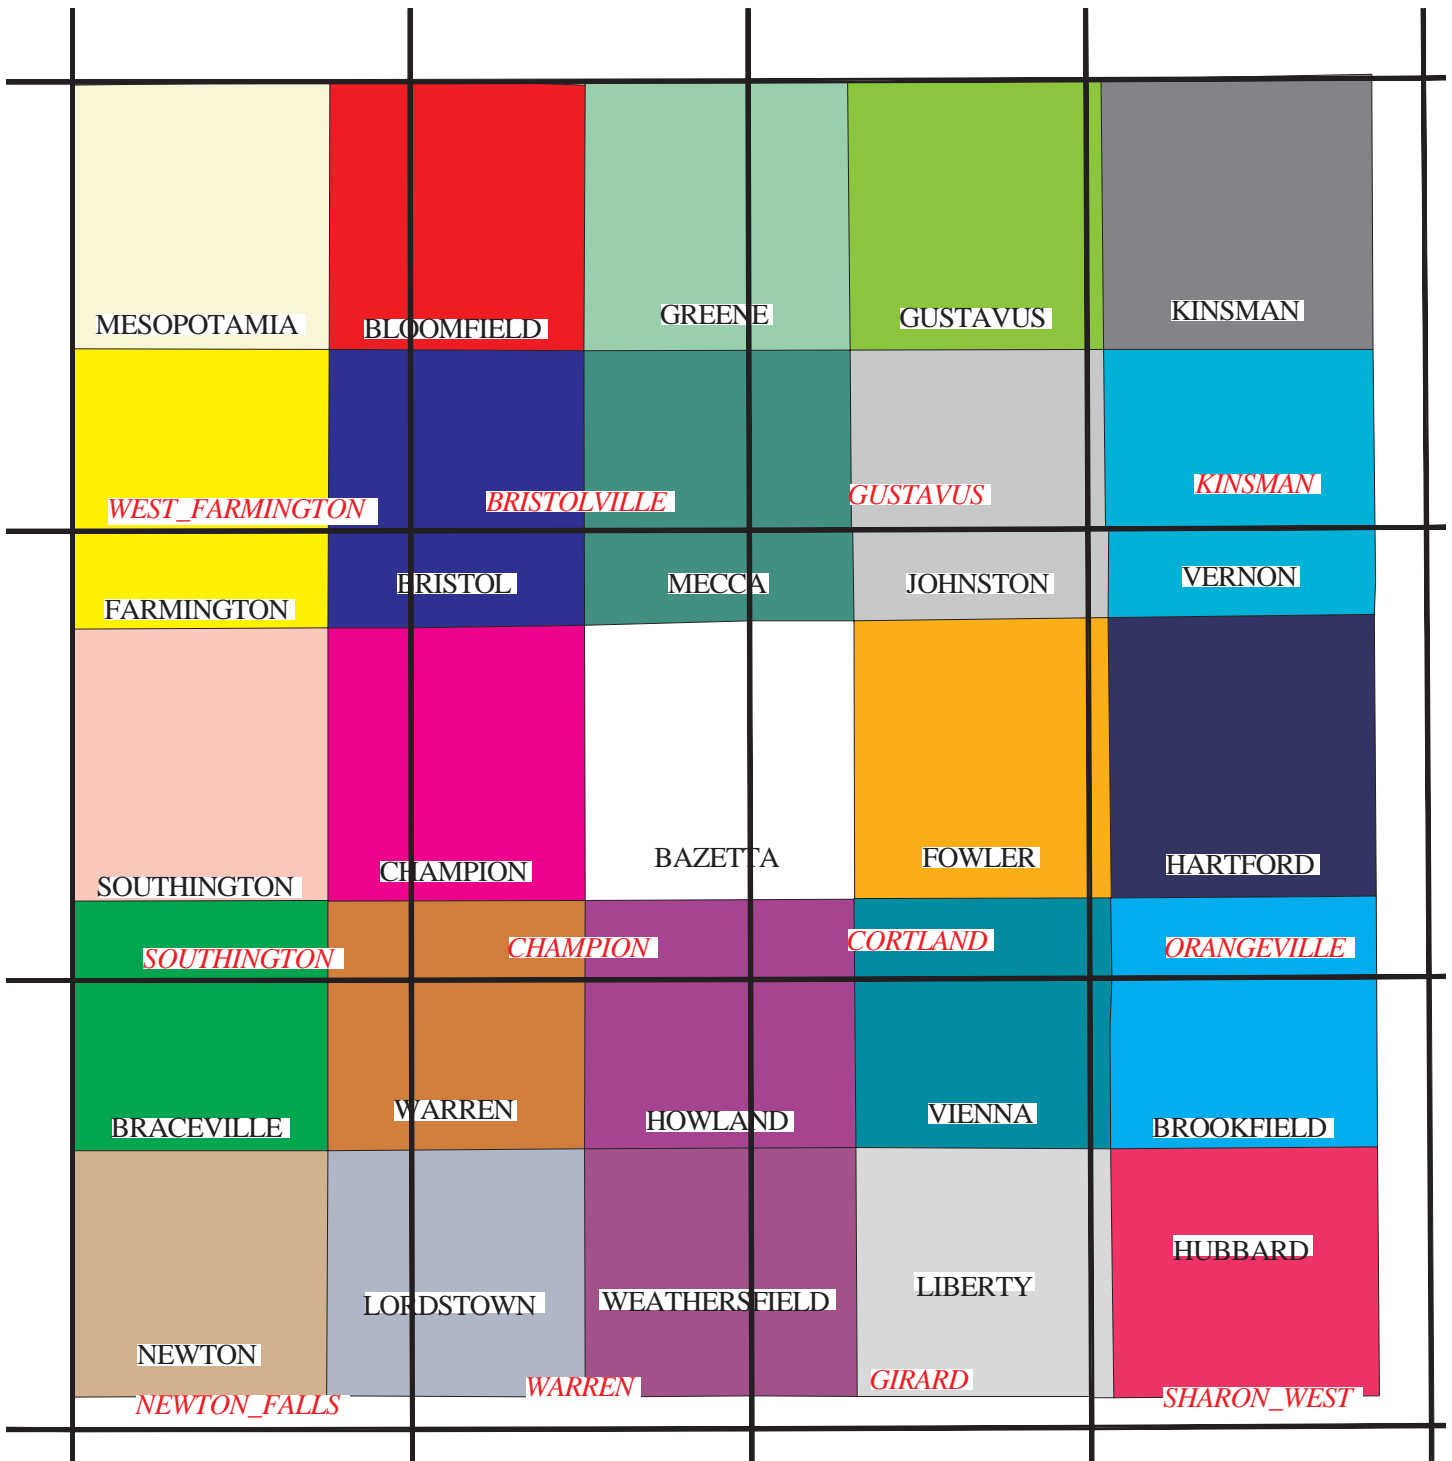 MESOPOTAMIA
BLOOMFIELD
GREENE
GUSTAVUS
KINSMAN
WEST_FARMINGTON
BRISTOLVILLE
GUSTAVUS
KINSMAN
FARMINGTON
BRISTOL
MECCA
JOHNSTON
VERNON
SOUTHINGTON
CHAMPION
BAZETTA
FOWLER
HARTFORD
SOUTHINGTON
CHAMPION
CORTLAND
ORANGEVILLE
BRACEVILLE
WARREN
HOWLAND
VIENNA
BROOKFIELD
NEWTON
LORDSTOWN
WEATHERSFIELD
LIBERTY
HUBBARD
NEWTON_FALLS
WARREN
GIRARD
SHARON_WEST